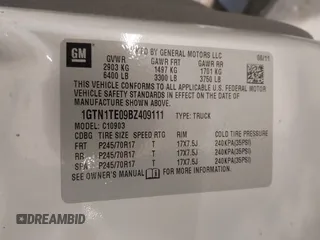 GM
MFD BY GENERAL MOTORS LLC 06/11
GVWR GAWR FRT GAWR RR
2903 KG 1497 KG 1701 KG
6400 LB 3300 LB 3750 LB
THIS VEHICLE CONFORMS TO ALL APPLICABLE
U.S. FEDERAL MOTOR VEHICLE SAFETY
STANDARDS IN EFFECT ON THE DATE OF
MANUFACTURE SHOWN ABOVE.
1GTN1TE09BZ409111 TYPE: TRUCK
MODEL: C10903
CDBG TIRE SIZE SPEED RTG RIM COLD TIRE PRESSURE
FRT P245/70R17 T 17X7.5J 240KPA(35PSI)
RR P245/70R17 T 17X7.5J 240KPA(35PSI)
SPA P245/70R17 T 17X7.5J 240KPA(35PSI)
SEE OWNER'S MANUAL
© DREAMBID DREAMBID.COM